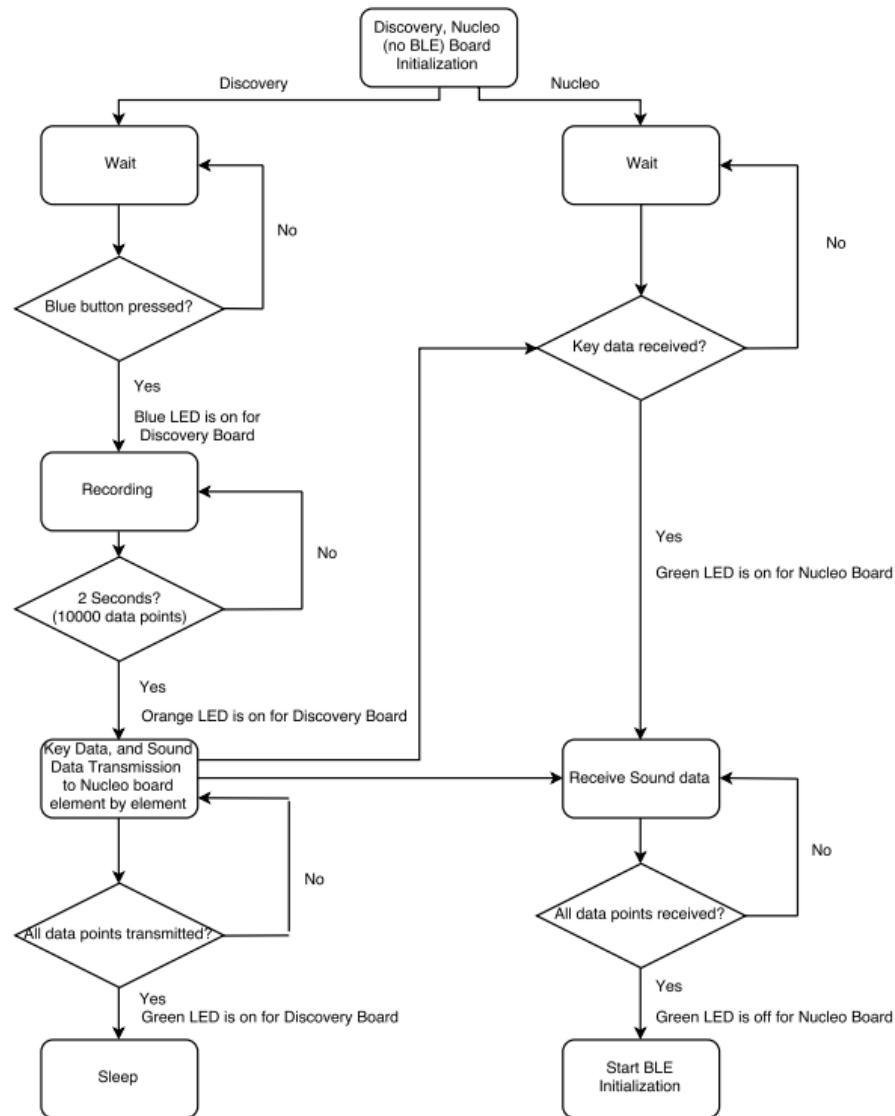 Discovery, Nucleo
(no BLE) Board
Initialization
Discovery
Nucleo
Wait
Wait
No
No
Blue button pressed?
Key data received?
Yes
Blue LED is on for
Discovery Board
Recording
No
Yes
Green LED is on for Nucleo Board
2 Seconds?
(10000 data points)
Yes
Orange LED is on for Discovery Board
Key Data, and Sound
Data Transmission
to Nucleo board
element by element
Receive Sound data
No
No
All data points transmitted?
All data points received?
Yes
Green LED is on for Discovery Board
Yes
Green LED is off for Nucleo Board
Sleep
Start BLE
Initialization